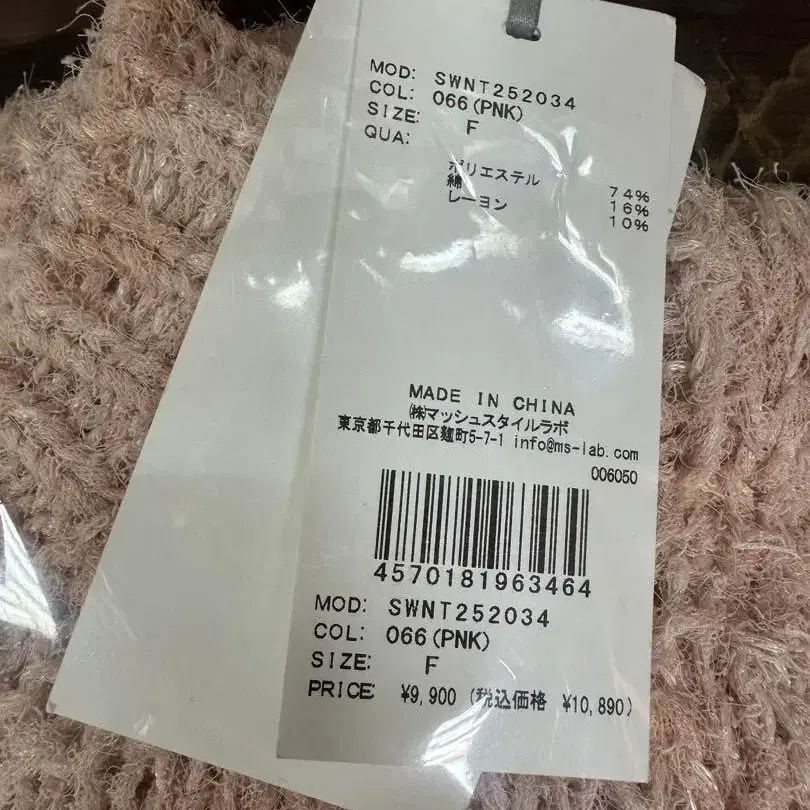 MOD: SWNT252034
COL: 066(PNK)
SIZE: F
QUA:
ポリエステル 74%
綿 16%
レーヨン 10%
MADE IN CHINA
㈱マッシュスタイルラボ
東京都千代田区麹町5-7-1 info@ms-lab.com
006050
4570181963464
MOD: SWNT252034
COL: 066(PNK)
SIZE: F
PRICE: ¥9,900 (税込価格 ¥10,890)